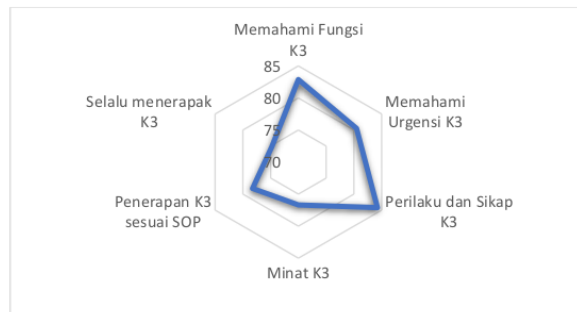 Memahami Fungsi
K3
85
80
75
70
Selalu menerapak
K3
Memahami
Urgensi K3
Penerapan K3
sesuai SOP
Perilaku dan Sikap
K3
Minat K3